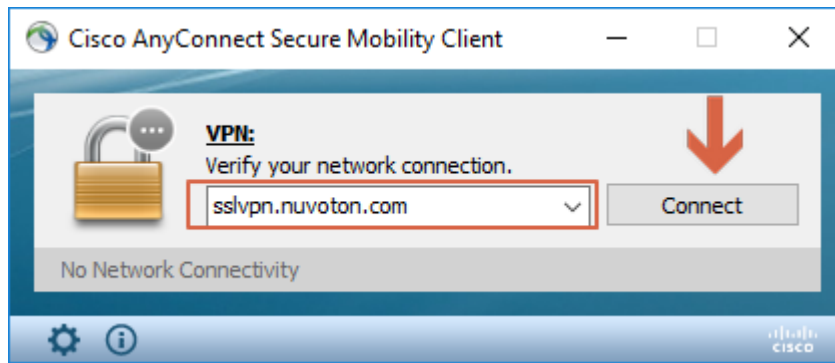 Cisco AnyConnect Secure Mobility Client
VPN:
Verify your network connection.
sslvpn.nuvoton.com
Connect
No Network Connectivity
cisco